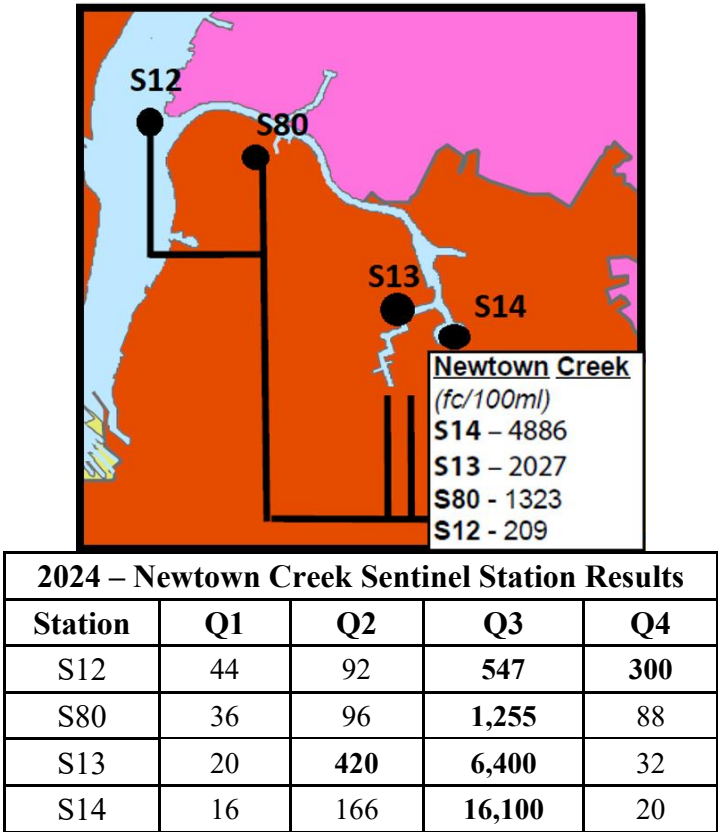 S12
S80
S13
S14
Newtown Creek
(fc/100ml)
S14 – 4886
S13 – 2027
S80 - 1323
S12 - 209
2024 – Newtown Creek Sentinel Station Results
Station Q1 Q2 Q3 Q4
S12 44 92 547 300
S80 36 96 1,255 88
S13 20 420 6,400 32
S14 16 166 16,100 20